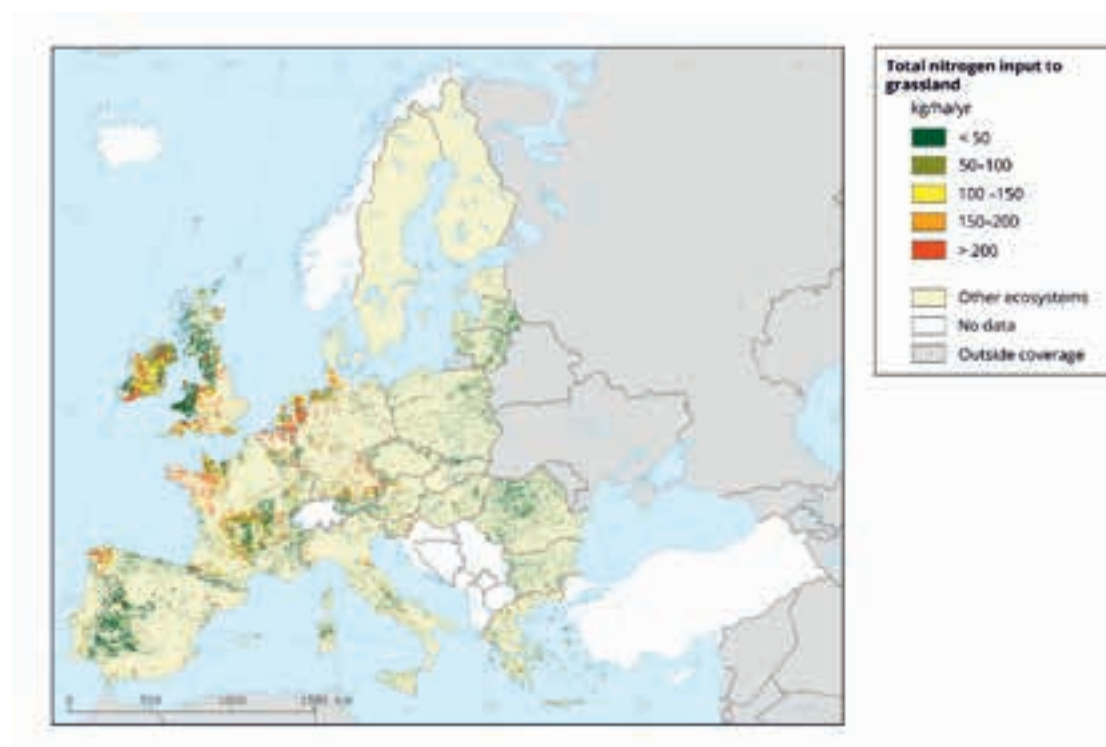 Total nitrogen input to
grassland
kg/ha/yr
< 50
50–100
100 –150
150–200
> 200
Other ecosystems
No data
Outside coverage
0 500 1000 1500 km